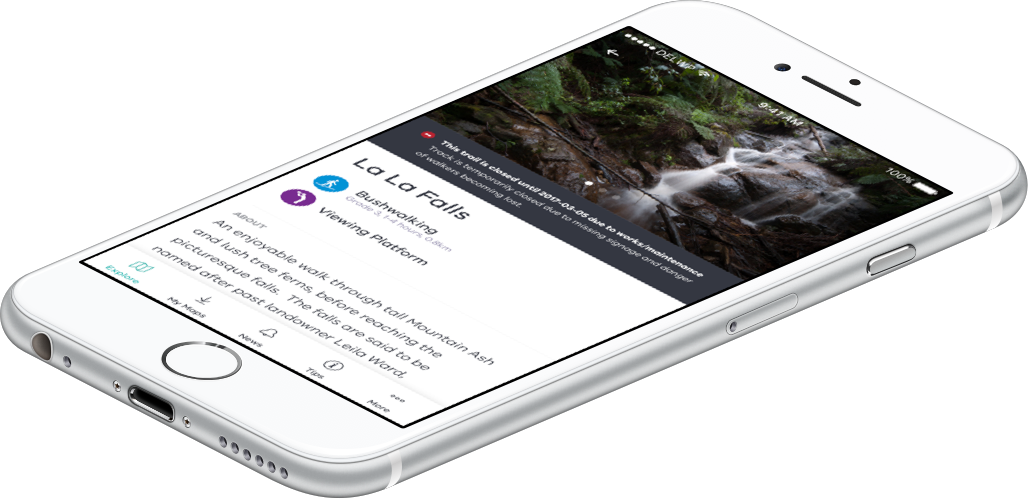 DELWP
9:41 AM
100%
This trail is closed until 2017-03-05 due to works/maintenance
Track is temporarily closed due to missing signage and danger
of walkers becoming lost.
La La Falls
Bushwalking
Grade 3, 1-2 hours, 0.8km
Viewing Platform
ABOUT
An enjoyable walk through tall Mountain Ash
and lush tree ferns, before reaching the
picturesque falls. The falls are said to be
named after past landowner Leila Ward,
Explore
My Maps
News
Tips
More